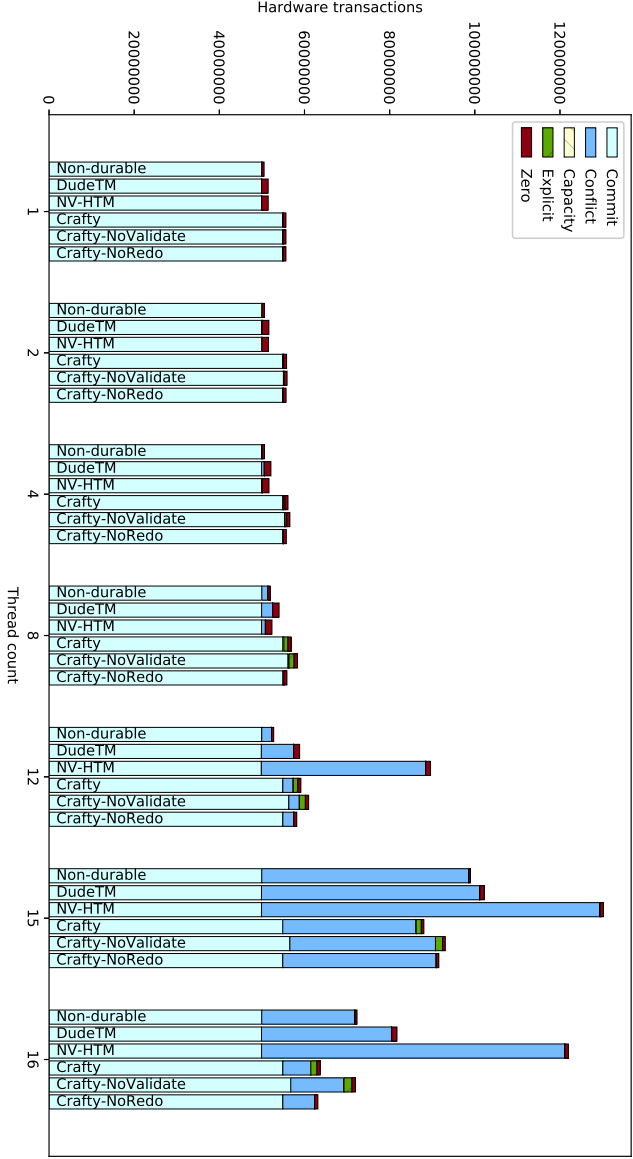 Hardware transactions
0
20000000
40000000
60000000
80000000
100000000
120000000
Commit
Conflict
Capacity
Explicit
Zero
Non-durable
DudeTM
NV-HTM
Crafty
Crafty-NoValidate
Crafty-NoRedo
1
Non-durable
DudeTM
NV-HTM
Crafty
Crafty-NoValidate
Crafty-NoRedo
2
Non-durable
DudeTM
NV-HTM
Crafty
Crafty-NoValidate
Crafty-NoRedo
4
Non-durable
DudeTM
NV-HTM
Crafty
Crafty-NoValidate
Crafty-NoRedo
8
Non-durable
DudeTM
NV-HTM
Crafty
Crafty-NoValidate
Crafty-NoRedo
12
Non-durable
DudeTM
NV-HTM
Crafty
Crafty-NoValidate
Crafty-NoRedo
15
Non-durable
DudeTM
NV-HTM
Crafty
Crafty-NoValidate
Crafty-NoRedo
16
Thread count